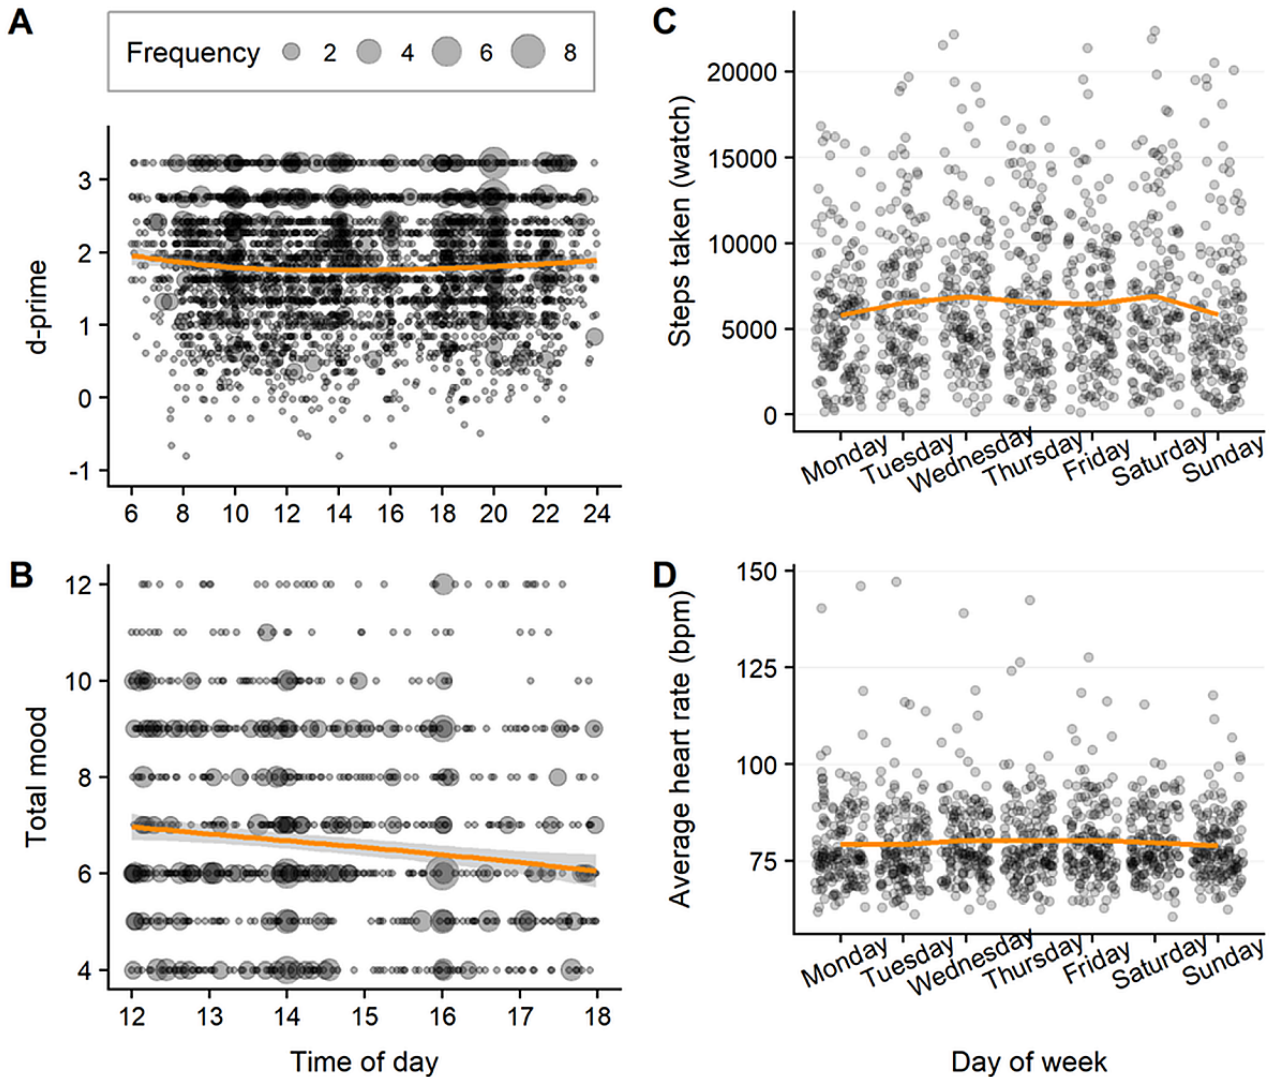 A
Frequency 2 4 6 8
d-prime
3
2
1
0
-1
6 8 10 12 14 16 18 20 22 24
B
Total mood
12
10
8
6
4
12 13 14 15 16 17 18
Time of day
C
Steps taken (watch)
20000
15000
10000
5000
0
Monday Tuesday Wednesday Thursday Friday Saturday Sunday
D
Average heart rate (bpm)
150
125
100
75
Monday Tuesday Wednesday Thursday Friday Saturday Sunday
Day of week